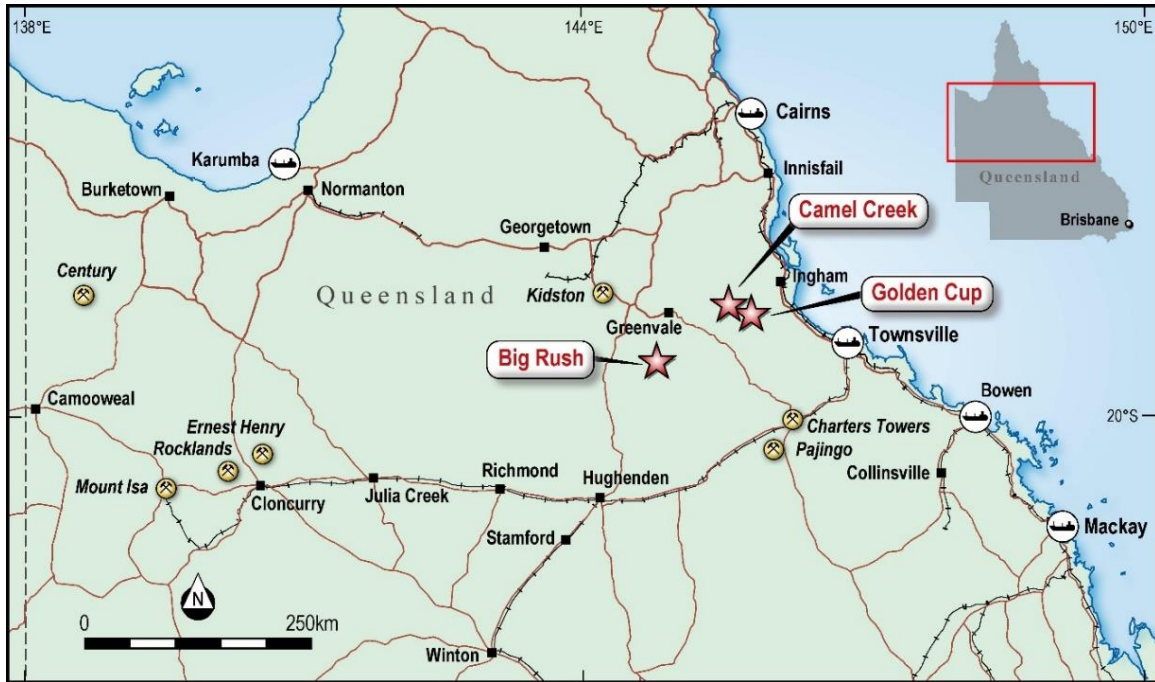 138°E
144°E
150°E
Cairns
Karumba
Innisfail
Burketown
Normanton
Queensland
Brisbane
Camel Creek
Georgetown
Century
Kidston
Ingham
Golden Cup
Queensland
Greenvale
Townsville
Big Rush
Camooweal
Bowen
20°S
Ernest Henry
Charters Towers
Rocklands
Pajingo
Mount Isa
Richmond
Hughenden
Collinsville
Cloncurry
Julia Creek
Stamford
Mackay
N
0
250km
Winton